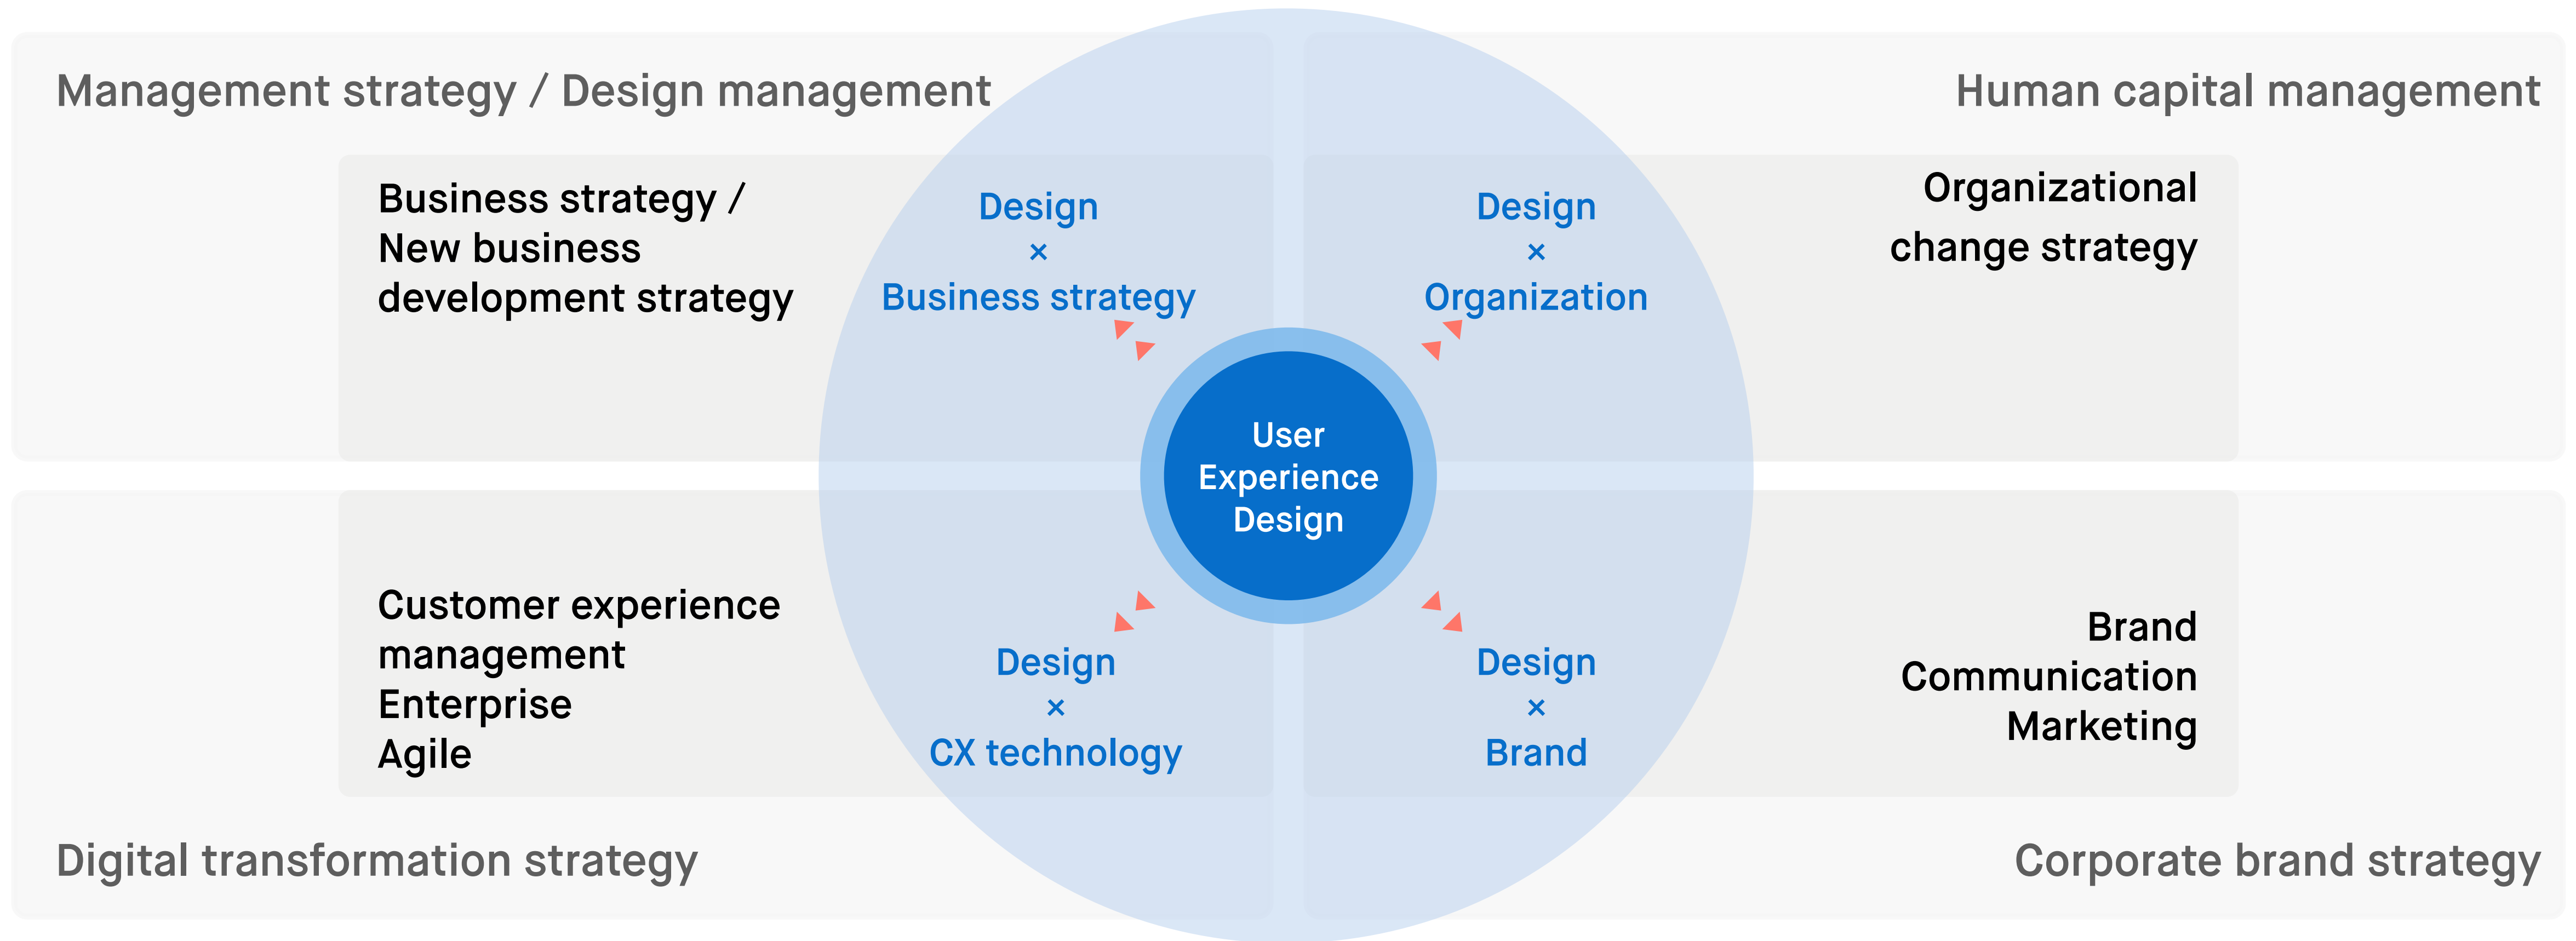 Management strategy / Design management
Human capital management
Business strategy /
New business
development strategy
Design
×
Business strategy
Design
×
Organization
Organizational
change strategy
User
Experience
Design
Customer experience
management
Enterprise
Agile
Design
×
CX technology
Design
×
Brand
Brand
Communication
Marketing
Digital transformation strategy
Corporate brand strategy